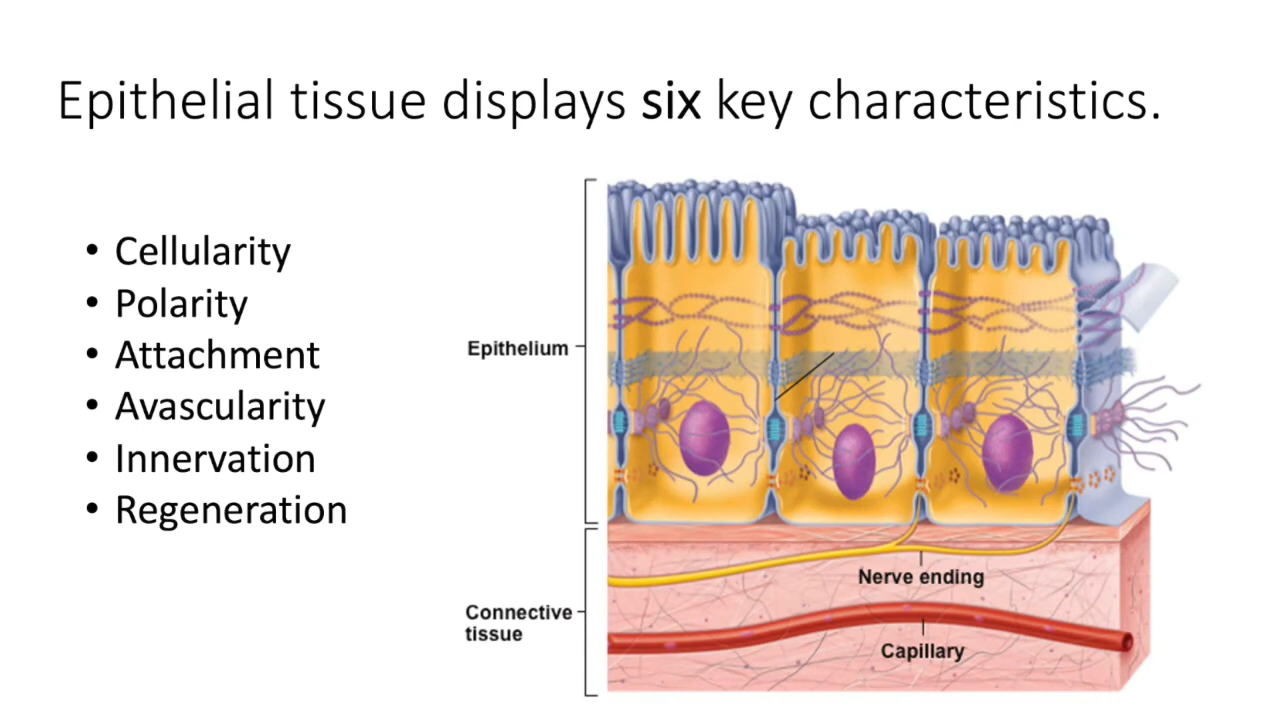 Epithelial tissue displays six key characteristics.
• Cellularity
• Polarity
• Attachment
• Avascularity
• Innervation
• Regeneration
Epithelium
Nerve ending
Connective
tissue
Capillary